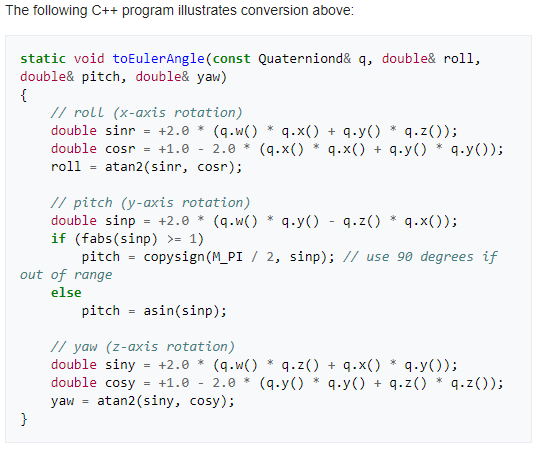 The following C++ program illustrates conversion above:
static void toEulerAngle(const Quaterniond& q, double& roll,
double& pitch, double& yaw)
{
    // roll (x-axis rotation)
    double sinr = +2.0 * (q.w() * q.x() + q.y() * q.z());
    double cosr = +1.0 - 2.0 * (q.x() * q.x() + q.y() * q.y());
    roll = atan2(sinr, cosr);

    // pitch (y-axis rotation)
    double sinp = +2.0 * (q.w() * q.y() - q.z() * q.x());
    if (fabs(sinp) >= 1)
        pitch = copysign(M_PI / 2, sinp); // use 90 degrees if
out of range
    else
        pitch = asin(sinp);

    // yaw (z-axis rotation)
    double siny = +2.0 * (q.w() * q.z() + q.x() * q.y());
    double cosy = +1.0 - 2.0 * (q.y() * q.y() + q.z() * q.z());
    yaw = atan2(siny, cosy);
}